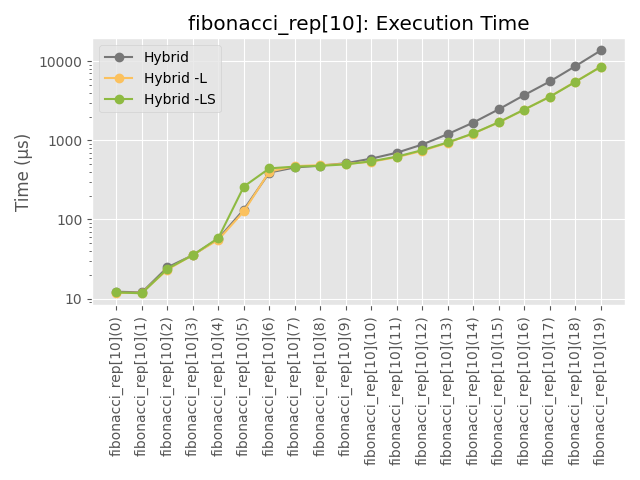 fibonacci_rep[10]: Execution Time
Hybrid
Hybrid -L
Hybrid -LS
Time (µs)
10000
1000
100
10
fibonacci_rep[10](0)
fibonacci_rep[10](1)
fibonacci_rep[10](2)
fibonacci_rep[10](3)
fibonacci_rep[10](4)
fibonacci_rep[10](5)
fibonacci_rep[10](6)
fibonacci_rep[10](7)
fibonacci_rep[10](8)
fibonacci_rep[10](9)
fibonacci_rep[10](10)
fibonacci_rep[10](11)
fibonacci_rep[10](12)
fibonacci_rep[10](13)
fibonacci_rep[10](14)
fibonacci_rep[10](15)
fibonacci_rep[10](16)
fibonacci_rep[10](17)
fibonacci_rep[10](18)
fibonacci_rep[10](19)